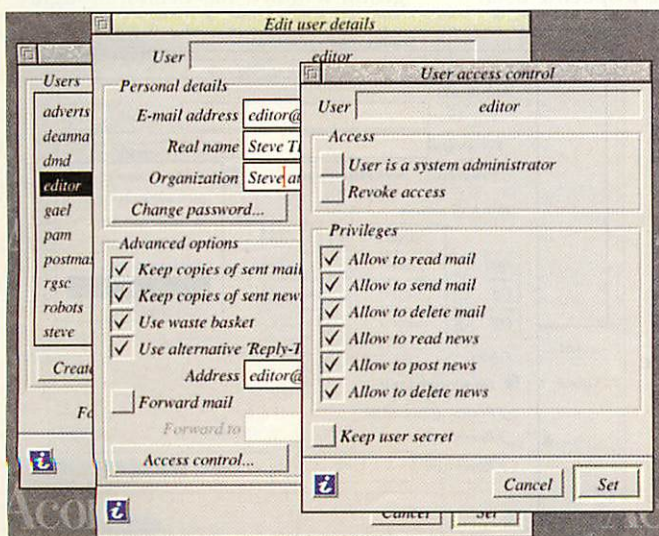 Edit user details
User editor
Personal details
E-mail address editor@
Real name Steve
Organization Steve at
Change password...
Advanced options
Keep copies of sent mail
Keep copies of sent new
Use waste basket
Use alternative 'Reply-T
Address editor@
Forward mail
Forward to
Access control...
Cancel Set
Users
adverts
deanna
dmd
editor
gael
pam
postmas
rgsc
robots
steve
Creat
User access control
User editor
Access
User is a system administrator
Revoke access
Privileges
Allow to read mail
Allow to send mail
Allow to delete mail
Allow to read news
Allow to post news
Allow to delete news
Keep user secret
Cancel Set